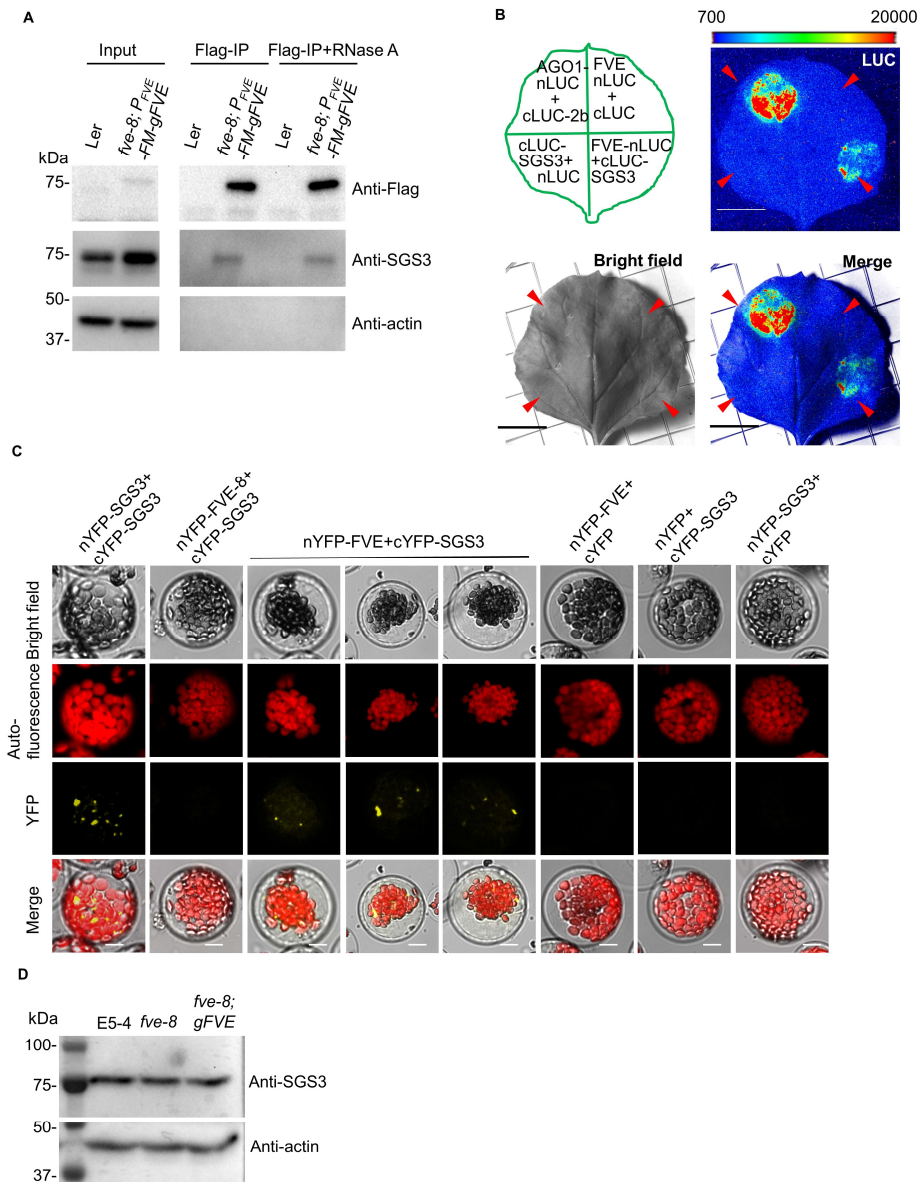 A
Input
Flag-IP
Flag-IP+RNase A
Ler
fve-8; PFVE
-FM-gFVE
Ler
fve-8; PFVE
-FM-gFVE
Ler
fve-8; PFVE
-FM-gFVE
kDa
75-
Anti-Flag
75-
Anti-SGS3
50-
37-
Anti-actin
B
700
20000
AGO1-
nLUC
+
cLUC-2b
FVE
nLUC
+
cLUC
cLUC-
SGS3+
nLUC
FVE-nLUC
+cLUC-
SGS3
LUC
Bright field
Merge
C
nYFP-SGS3+
cYFP-SGS3
nYFP-FVE-8+
cYFP-SGS3
nYFP-FVE+cYFP-SGS3
nYFP-FVE+
cYFP
nYFP+
cYFP-SGS3
nYFP-SGS3+
cYFP
Bright field
Auto-
fluorescence
YFP
Merge
D
kDa
E5-4
fve-8
fve-8;
gFVE
100-
75-
Anti-SGS3
50-
Anti-actin
37-